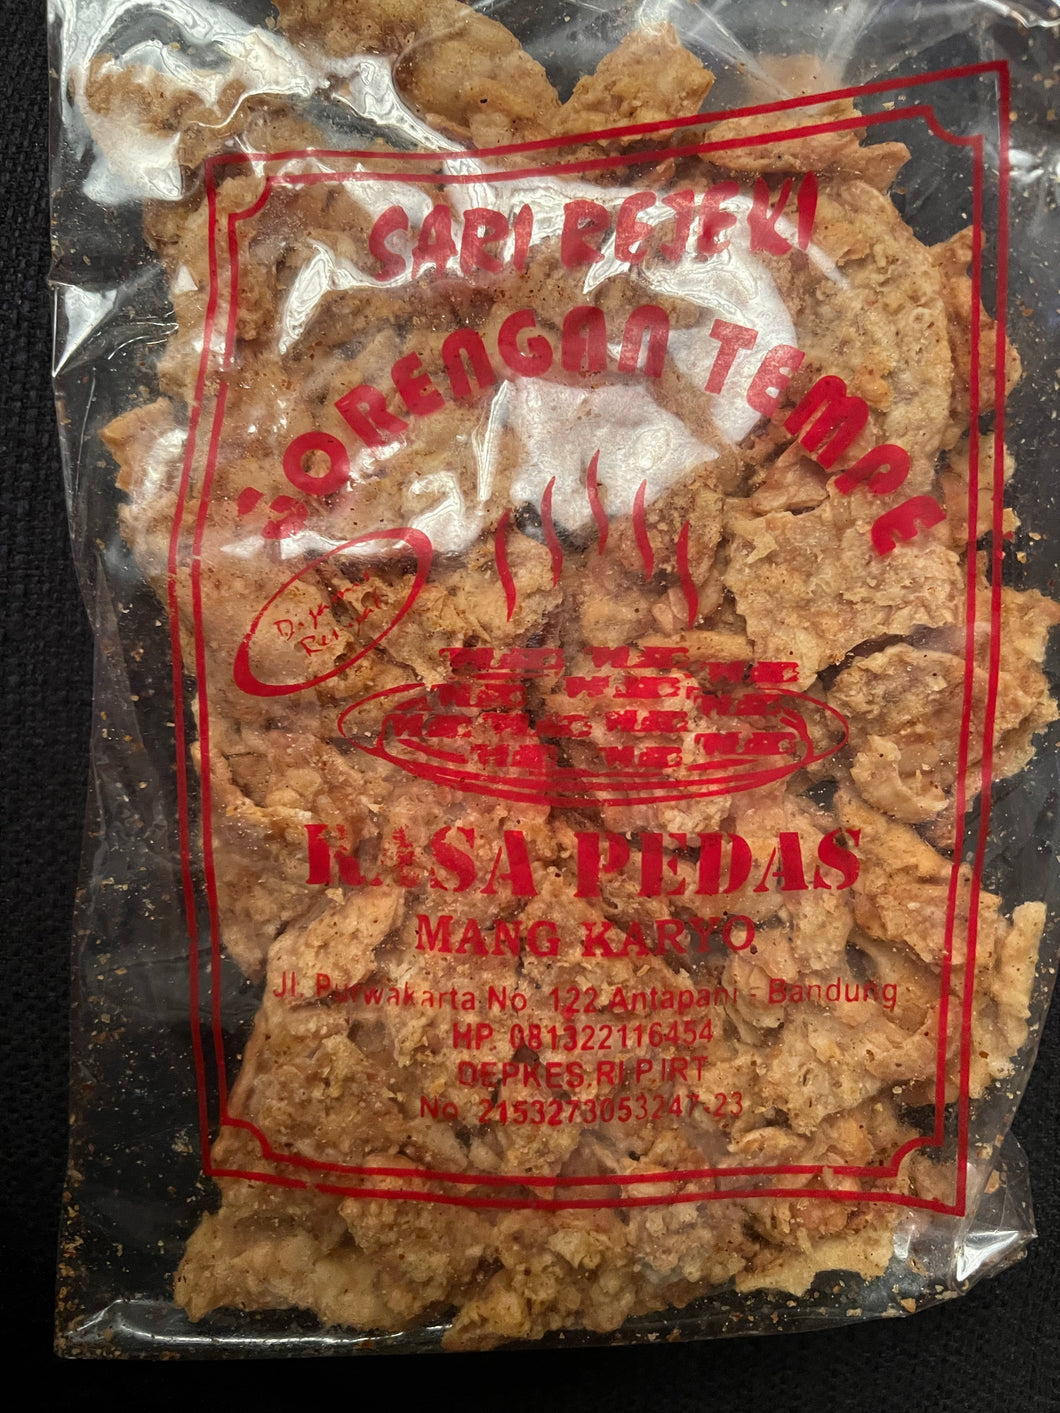 SARI REJEKI
GORENGAN TEMPE
RASA PEDAS
MANG KARYO
Jl. Purwakarta No. 122 Antapani - Bandung
HP. 081322116454
DEPKES.RI P.IRT
No. 2153273053247-23